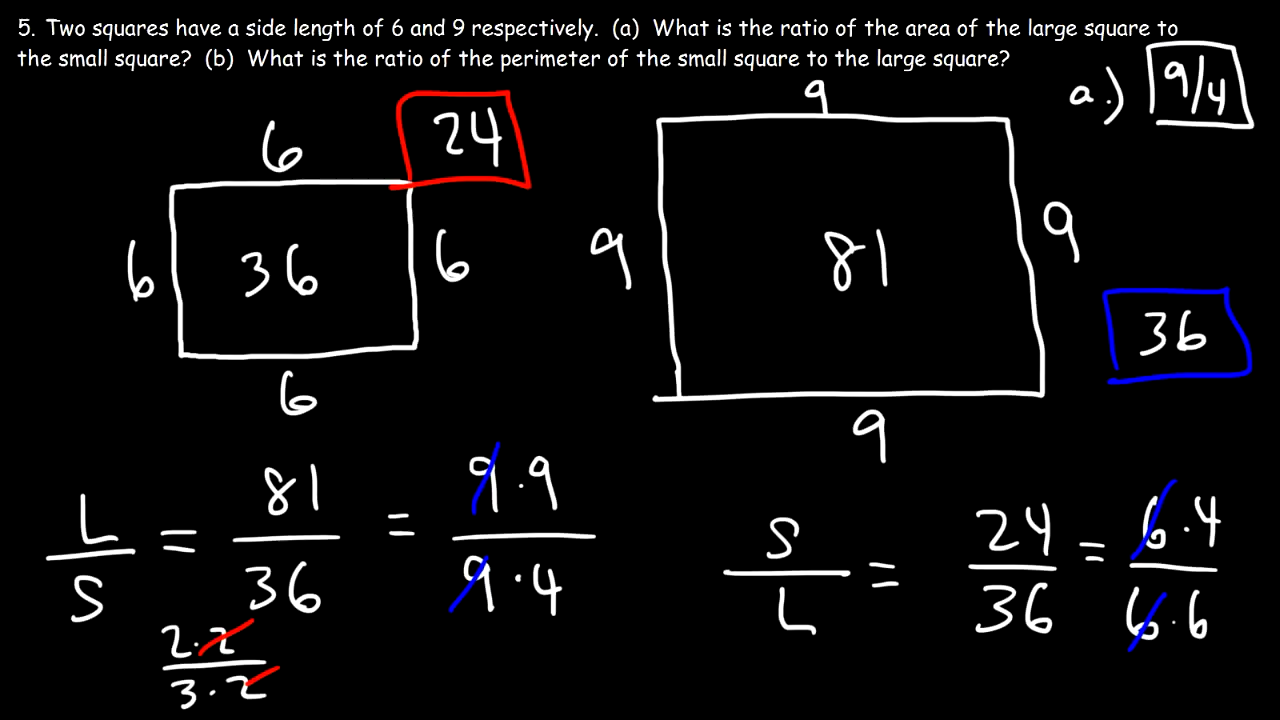 5. Two squares have a side length of 6 and 9 respectively. (a) What is the ratio of the area of the large square to
the small square? (b) What is the ratio of the perimeter of the small square to the large square?
a.) 9/4
6
24
6
36
6
6
9
9
81
9
9
36
L/S = 81/36 = 9·9/9·4
2·2/3·2
S/L = 24/36 = 6·4/6·6